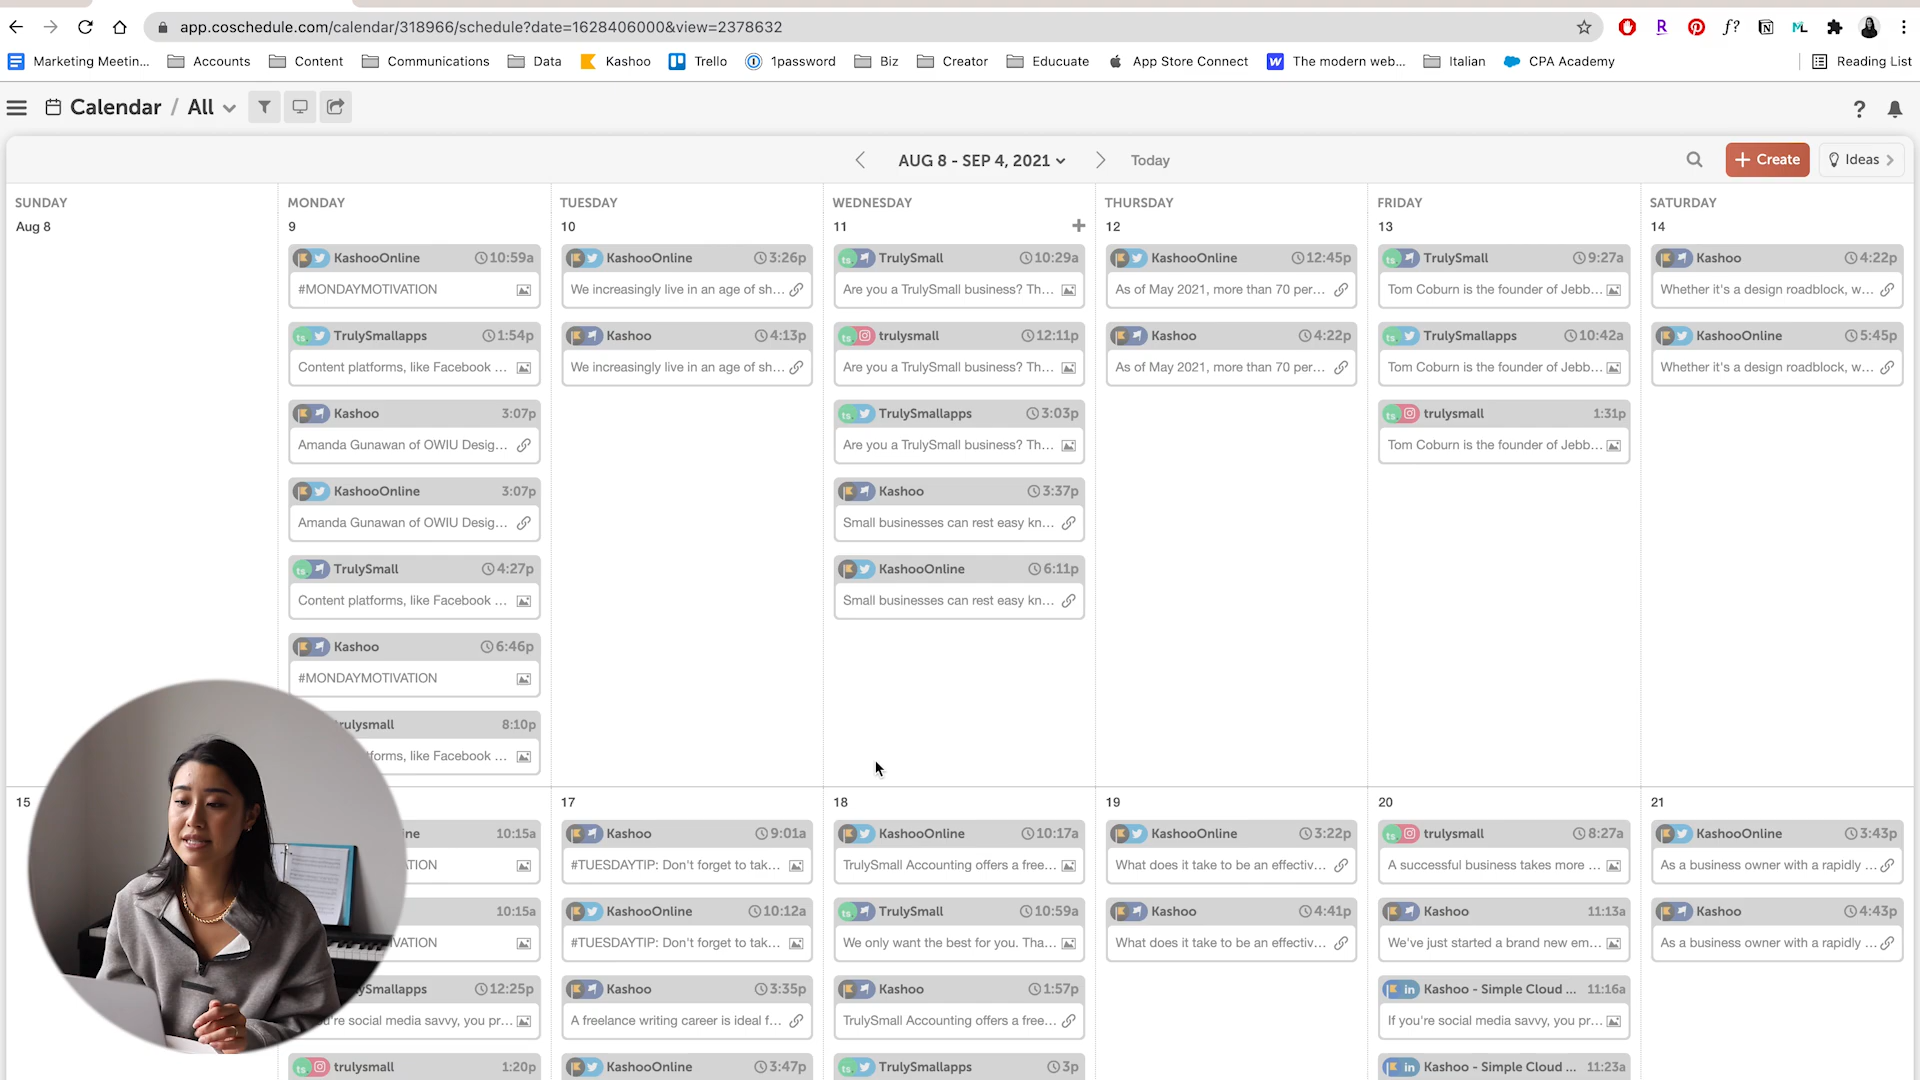 app.coschedule.com/calendar/318966/schedule?date=1628406000&view=2378632
Marketing Meetin... Accounts Content Communications Data Kashoo Trello 1password Biz Creator Educuate App Store Connect The modern web... Italian CPA Academy Reading List
Calendar / All
AUG 8 - SEP 4, 2021 Today + Create Ideas
SUNDAY MONDAY TUESDAY WEDNESDAY THURSDAY FRIDAY SATURDAY
Aug 8 9 10 11 12 13 14
KashooOnline 10:59a KashooOnline 3:26p TrulySmall 10:29a KashooOnline 12:45p TrulySmall 9:27a Kashoo 4:22p
#MONDAYMOTIVATION We increasingly live in an age of sh... Are you a TrulySmall business? Th... As of May 2021, more than 70 per... Tom Coburn is the founder of Jebb... Whether it's a design roadblock, w...
TrulySmallapps 1:54p Kashoo 4:13p trulysmall 12:11p Kashoo 4:22p TrulySmallapps 10:42a KashooOnline 5:45p
Content platforms, like Facebook ... We increasingly live in an age of sh... Are you a TrulySmall business? Th... As of May 2021, more than 70 per... Tom Coburn is the founder of Jebb... Whether it's a design roadblock, w...
Kashoo 3:07p TrulySmallapps 3:03p trulysmall 1:31p
Amanda Gunawan of OWIU Desig... Are you a TrulySmall business? Th... Tom Coburn is the founder of Jebb...
KashooOnline 3:07p Kashoo 3:37p
Amanda Gunawan of OWIU Desig... Small businesses can rest easy kn...
TrulySmall 4:27p KashooOnline 6:11p
Content platforms, like Facebook ... Small businesses can rest easy kn...
Kashoo 6:46p
#MONDAYMOTIVATION
rulysmall 8:10p
forms, like Facebook ...
15 17 18 19 20 21
ne 10:15a Kashoo 9:01a KashooOnline 10:17a KashooOnline 3:22p trulysmall 8:27a KashooOnline 3:43p
ATION #TUESDAYTIP: Don't forget to tak... TrulySmall Accounting offers a free... What does it take to be an effectiv... A successful business takes more ... As a business owner with a rapidly ...
10:15a KashooOnline 10:12a TrulySmall 10:59a Kashoo 4:41p Kashoo 11:13a Kashoo 4:43p
VATION #TUESDAYTIP: Don't forget to tak... We only want the best for you. Tha... What does it take to be an effectiv... We've just started a brand new em... As a business owner with a rapidly ...
ySmallapps 12:25p Kashoo 3:35p Kashoo 1:57p Kashoo - Simple Cloud ... 11:16a
're social media savvy, you pr... A freelance writing career is ideal f... TrulySmall Accounting offers a free... If you're social media savvy, you pr...
trulysmall 1:20p KashooOnline 3:47p TrulySmallapps 3p Kashoo - Simple Cloud ... 11:23a